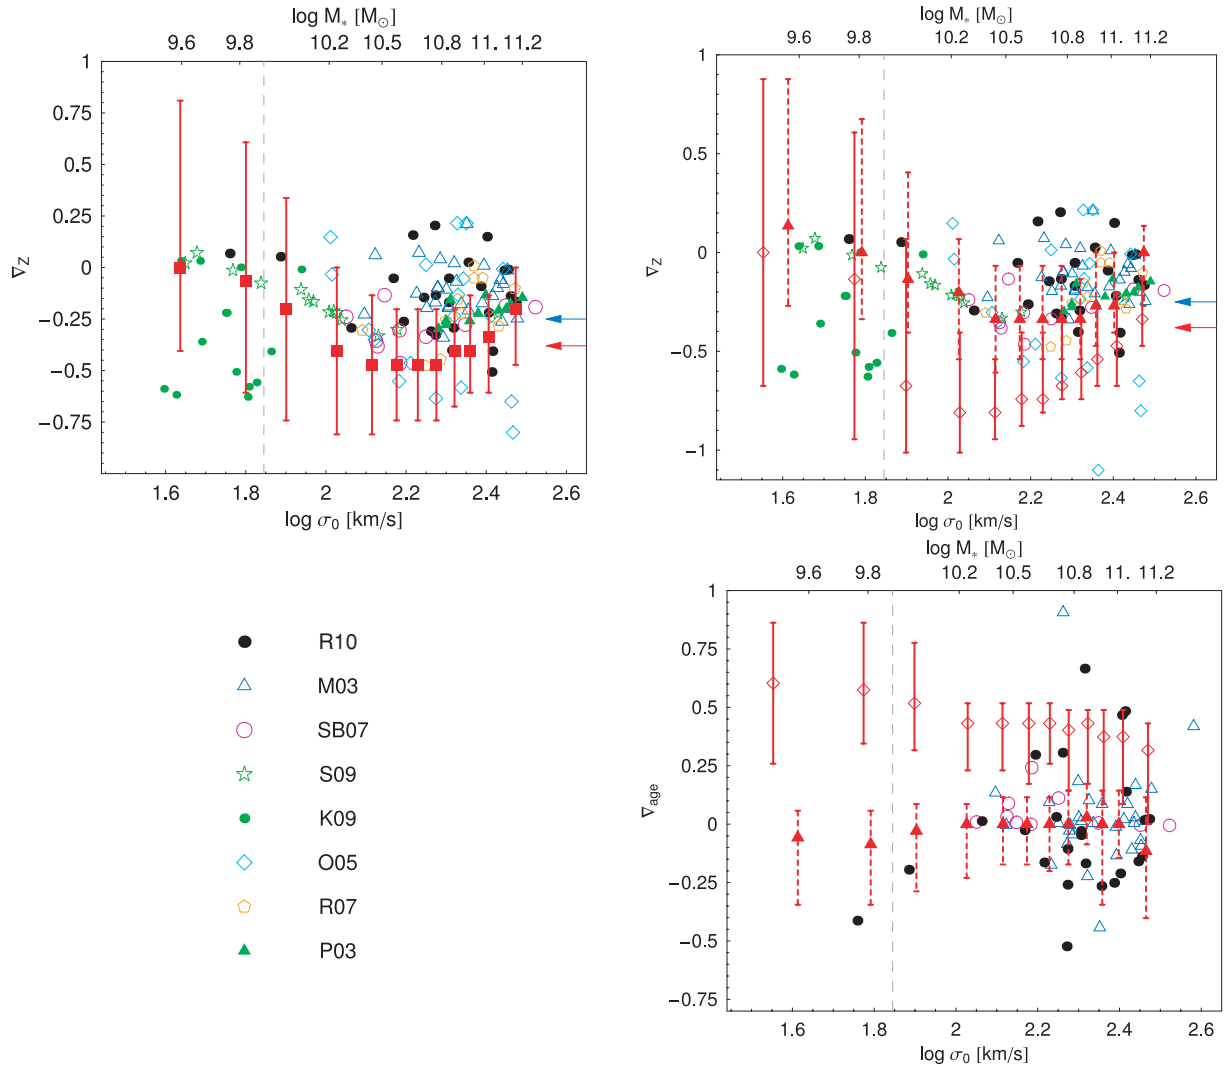 log M* [M⊙]
9.6 9.8 10.2 10.5 10.8 11. 11.2
1
0.75
0.5
0.25
0
−0.25
−0.5
−0.75
∇Z
1.6 1.8 2 2.2 2.4 2.6
log σ0 [km/s]
log M* [M⊙]
9.6 9.8 10.2 10.5 10.8 11. 11.2
1
0.5
0
−0.5
−1
∇Z
1.6 1.8 2 2.2 2.4 2.6
log σ0 [km/s]
R10
M03
SB07
S09
K09
O05
R07
P03
log M* [M⊙]
9.6 9.8 10.2 10.5 10.8 11. 11.2
1
0.75
0.5
0.25
0
−0.25
−0.5
−0.75
∇age
1.6 1.8 2 2.2 2.4 2.6
log σ0 [km/s]